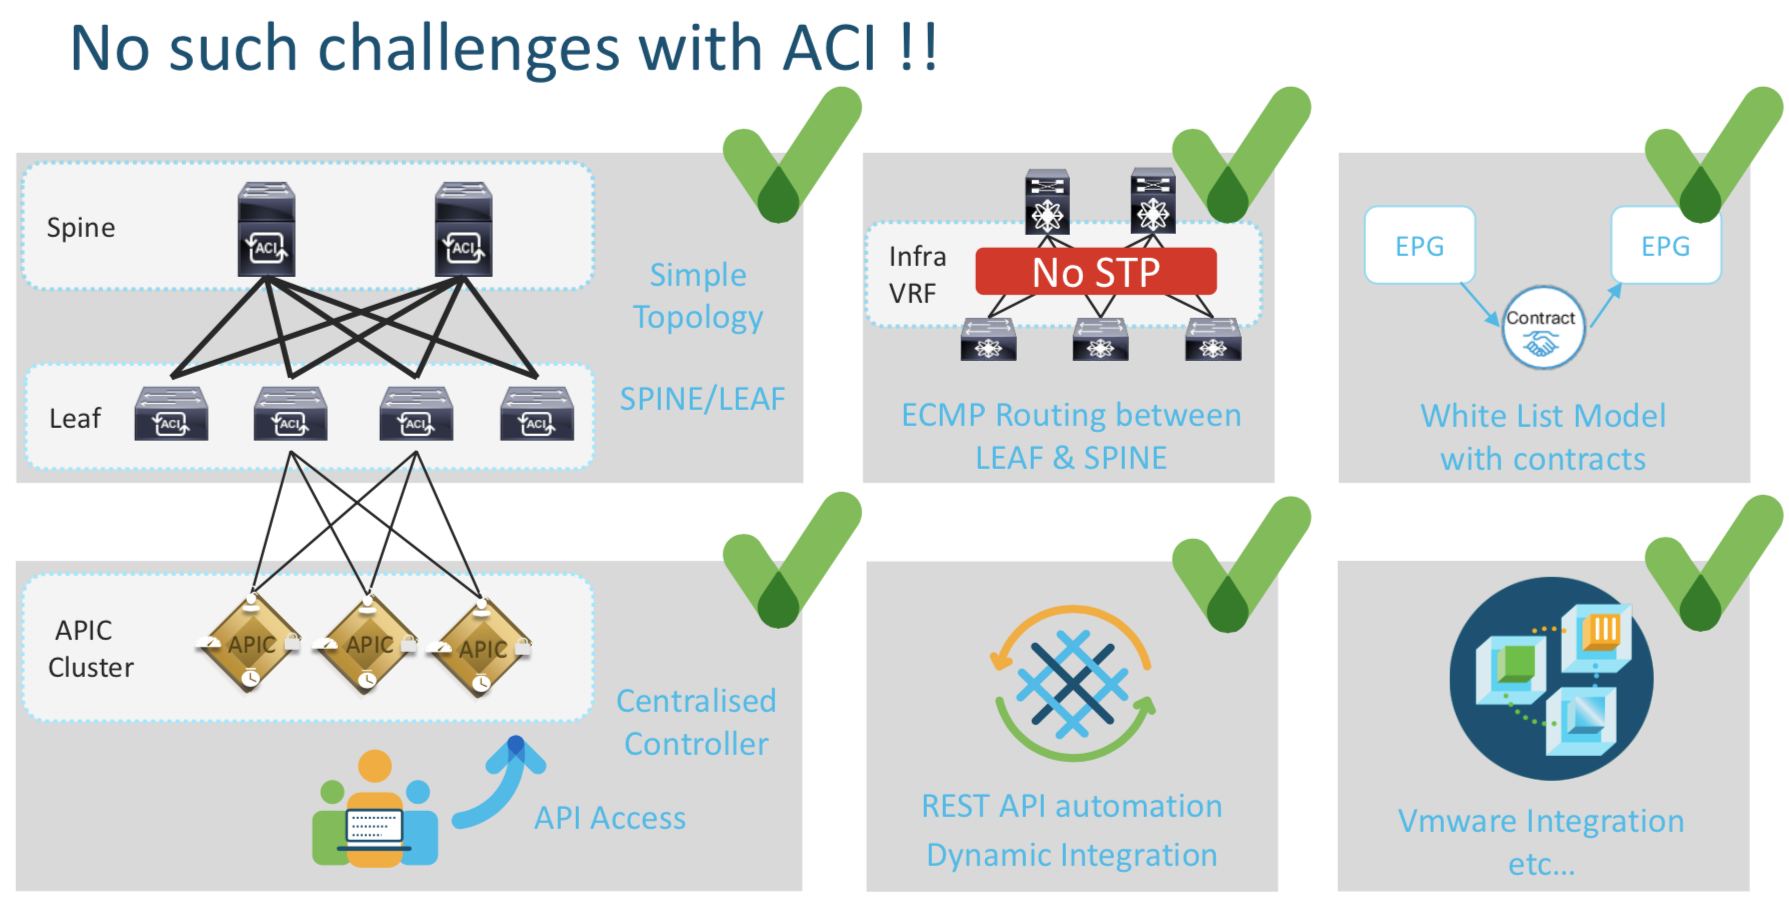 No such challenges with ACI !!
Spine
ACI
ACI
Simple
Topology
SPINE/LEAF
Leaf
ACI
ACI
ACI
ACI
Infra
VRF
No STP
ECMP Routing between
LEAF & SPINE
EPG
EPG
Contract
White List Model
with contracts
APIC
Cluster
APIC
APIC
APIC
Centralised
Controller
API Access
REST API automation
Dynamic Integration
Vmware Integration
etc...